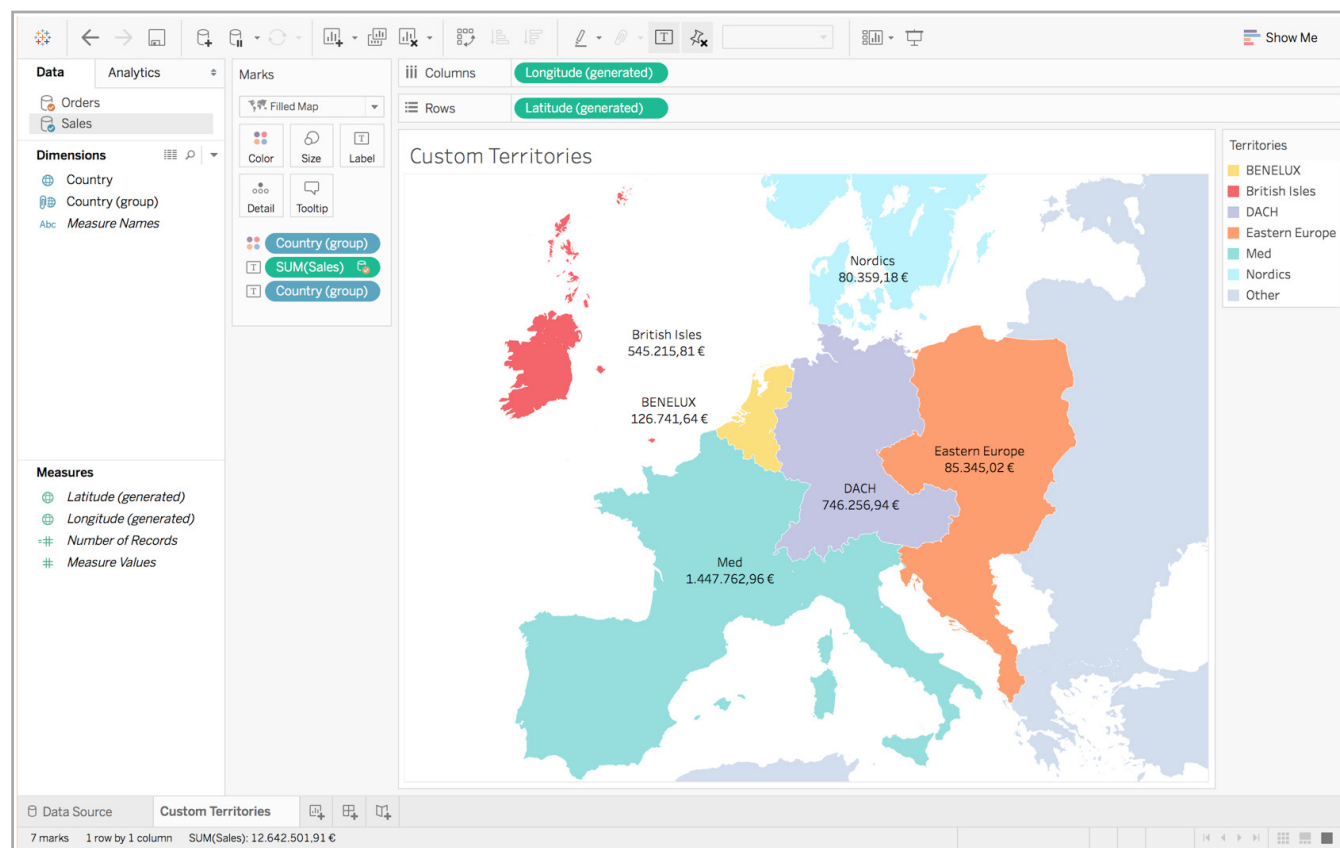 Show Me
Data
Analytics
Orders
Sales
Dimensions
Country
Country (group)
Abc Measure Names
Measures
Latitude (generated)
Longitude (generated)
Number of Records
Measure Values
Marks
Filled Map
Color
Size
T
Label
Detail
Tooltip
Country (group)
T SUM(Sales)
T Country (group)
iii Columns
Longitude (generated)
Rows
Latitude (generated)
Custom Territories
Nordics
80.359,18 €
British Isles
545.215,81 €
BENELUX
126.741,64 €
Eastern Europe
85.345,02 €
DACH
746.256,94 €
Med
1.447.762,96 €
Territories
BENELUX
British Isles
DACH
Eastern Europe
Med
Nordics
Other
Data Source
Custom Territories
7 marks 1 row by 1 column SUM(Sales): 12.642.501,91 €